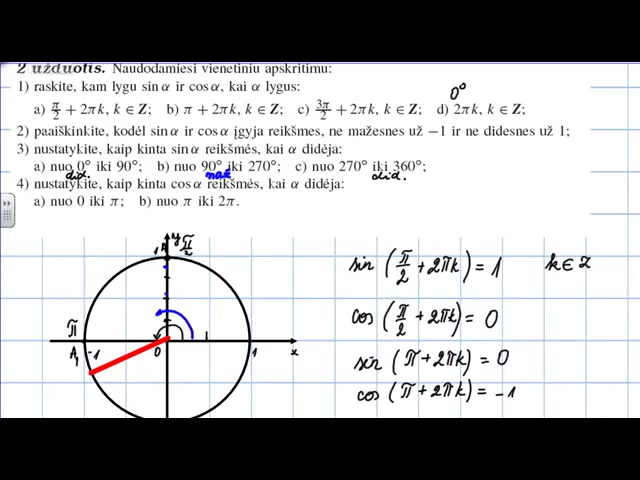 2 užduotis. Naudodamiesi vienetiniu apskritimu:
1) raskite, kam lygu sin α ir cos α, kai α lygus:
0°
a) π/2 + 2πk, k ∈ Z; b) π + 2πk, k ∈ Z; c) 3π/2 + 2πk, k ∈ Z; d) 2πk, k ∈ Z;
2) paaiškinkite, kodėl sin α ir cos α įgyja reikšmes, ne mažesnes už −1 ir ne didesnes už 1;
3) nustatykite, kaip kinta sin α reikšmės, kai α didėja:
a) nuo 0° iki 90°; b) nuo 90° iki 270°; c) nuo 270° iki 360°;
did. maž did.
4) nustatykite, kaip kinta cos α reikšmės, kai α didėja:
a) nuo 0 iki π; b) nuo π iki 2π.
y π/2
1
sin (π/2 + 2πk) = 1 k ∈ Z
cos (π/2 + 2πk) = 0
π
A₁ -1 0 1 x
sin (π + 2πk) = 0
cos (π + 2πk) = -1